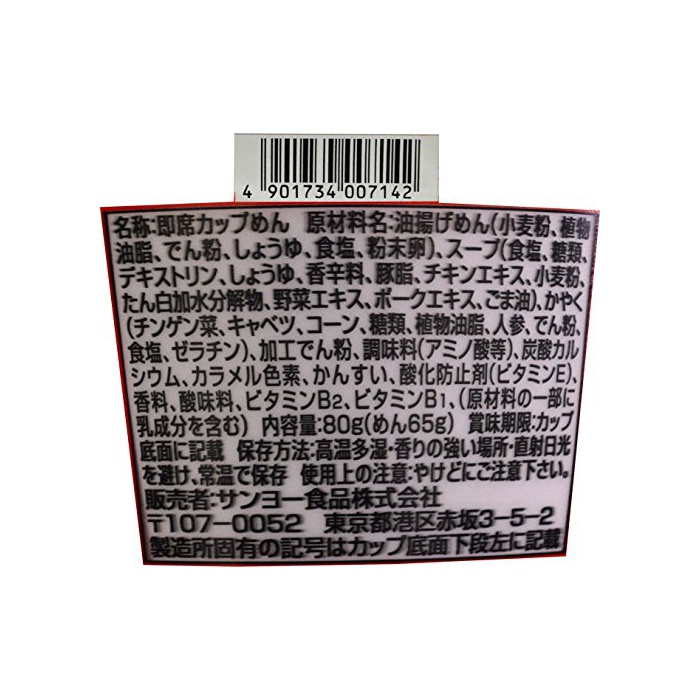 4 901734 007142
名称:即席カップめん 原材料名:油揚げめん(小麦粉、植物
油脂、でん粉、しょうゆ、食塩、粉末卵)、スープ(食塩、糖類、
デキストリン、しょうゆ、香辛料、豚脂、チキンエキス、小麦粉、
たん白加水分解物、野菜エキス、ポークエキス、ごま油)、かやく
(チンゲン菜、キャベツ、コーン、糖類、植物油脂、人参、でん粉、
食塩、ゼラチン)、加工でん粉、調味料(アミノ酸等)、炭酸カル
シウム、カラメル色素、かんすい、酸化防止剤(ビタミンE)、
香料、酸味料、ビタミンB2、ビタミンB1、(原材料の一部に
乳成分を含む) 内容量:80g(めん65g) 賞味期限:カップ
底面に記載 保存方法:高温多湿・香りの強い場所・直射日光
を避け、常温で保存 使用上の注意:やけどにご注意下さい。
販売者:サンヨー食品株式会社
〒107-0052 東京都港区赤坂3-5-2
製造所固有の記号はカップ底面下段左に記載